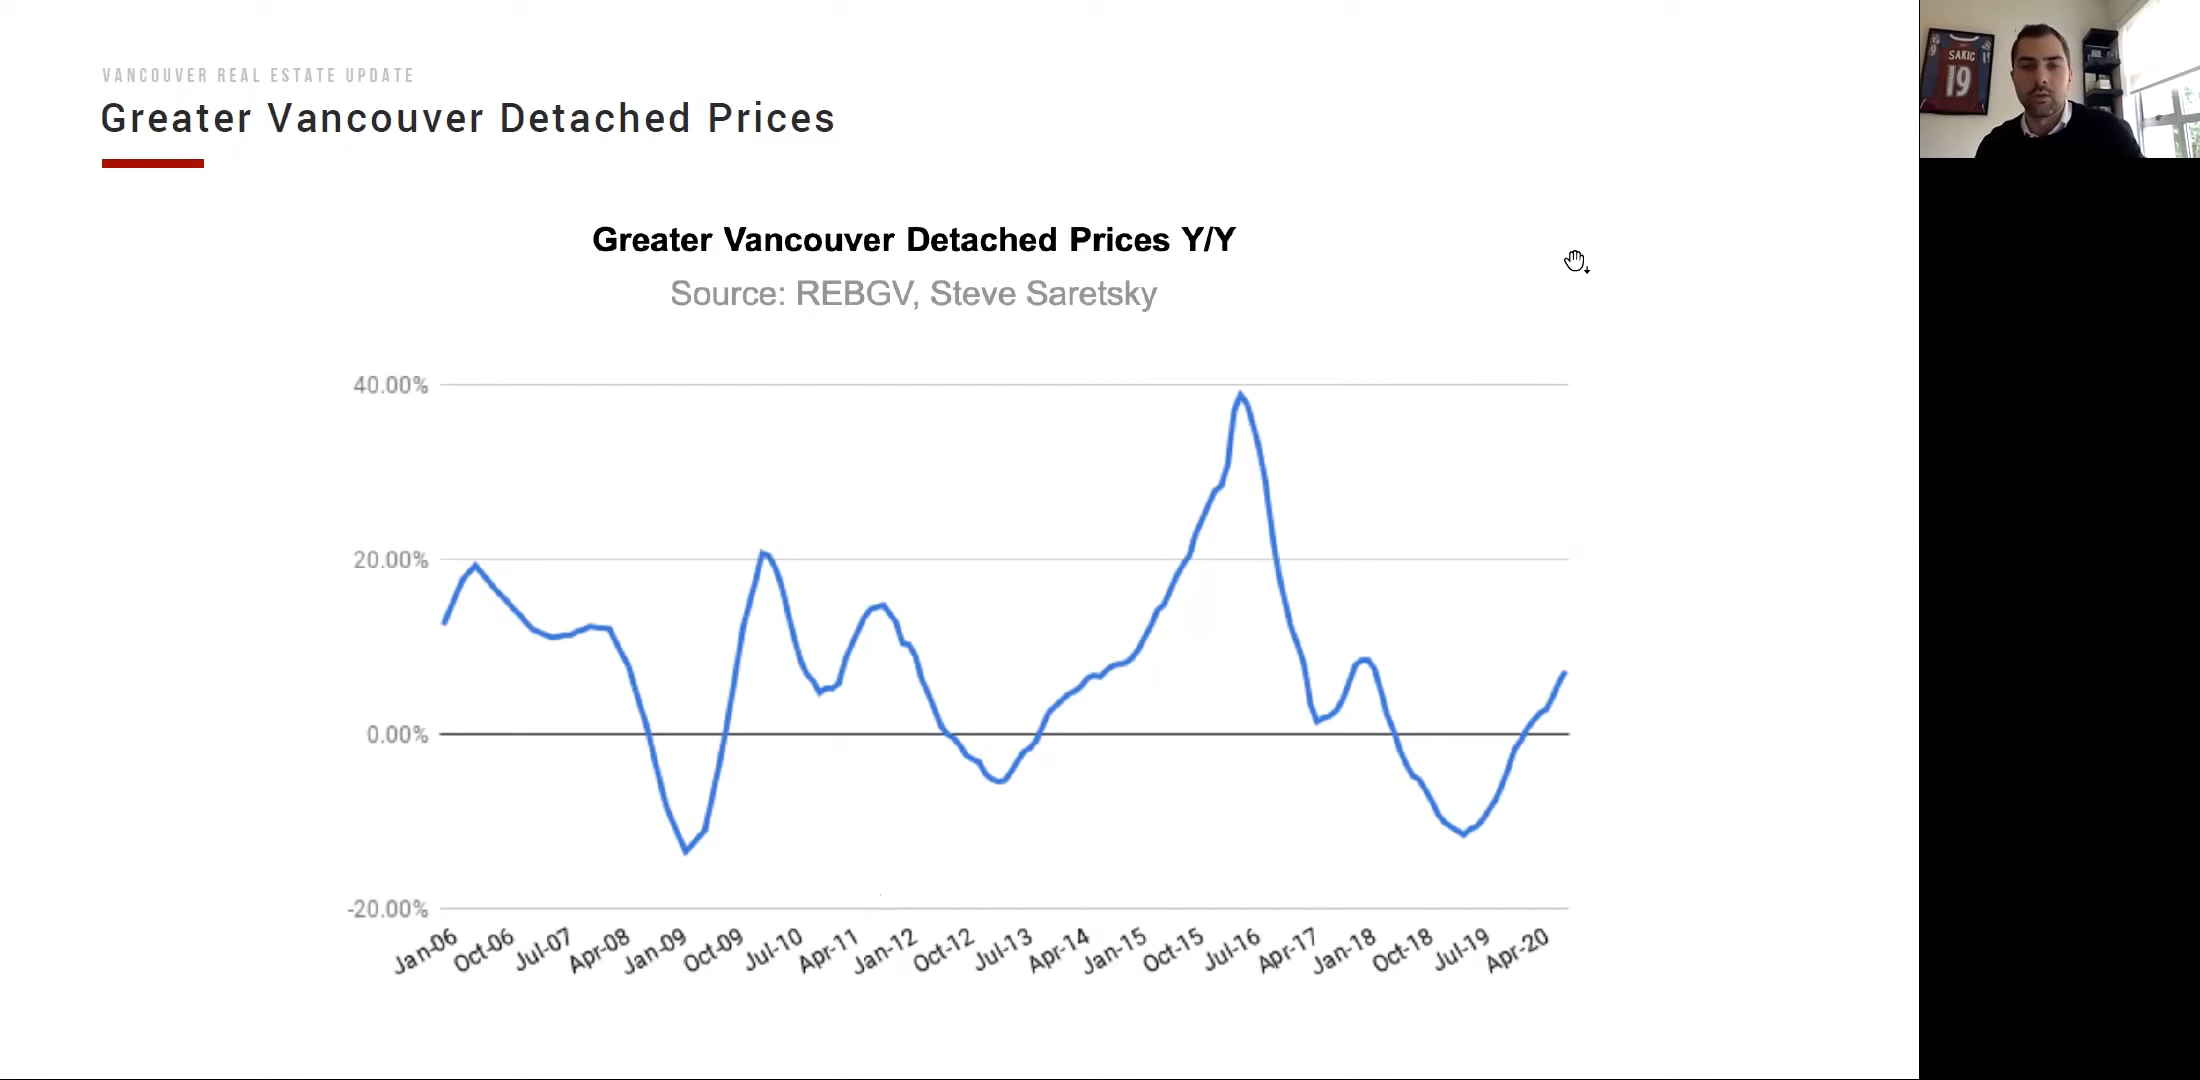 VANCOUVER REAL ESTATE UPDATE
Greater Vancouver Detached Prices
Greater Vancouver Detached Prices Y/Y
Source: REBGV, Steve Saretsky
40.00%
20.00%
0.00%
-20.00%
Jan-06 Oct-06 Jul-07 Apr-08 Jan-09 Oct-09 Jul-10 Apr-11 Jan-12 Oct-12 Jul-13 Apr-14 Jan-15 Oct-15 Jul-16 Apr-17 Jan-18 Oct-18 Jul-19 Apr-20
SAKIC
19